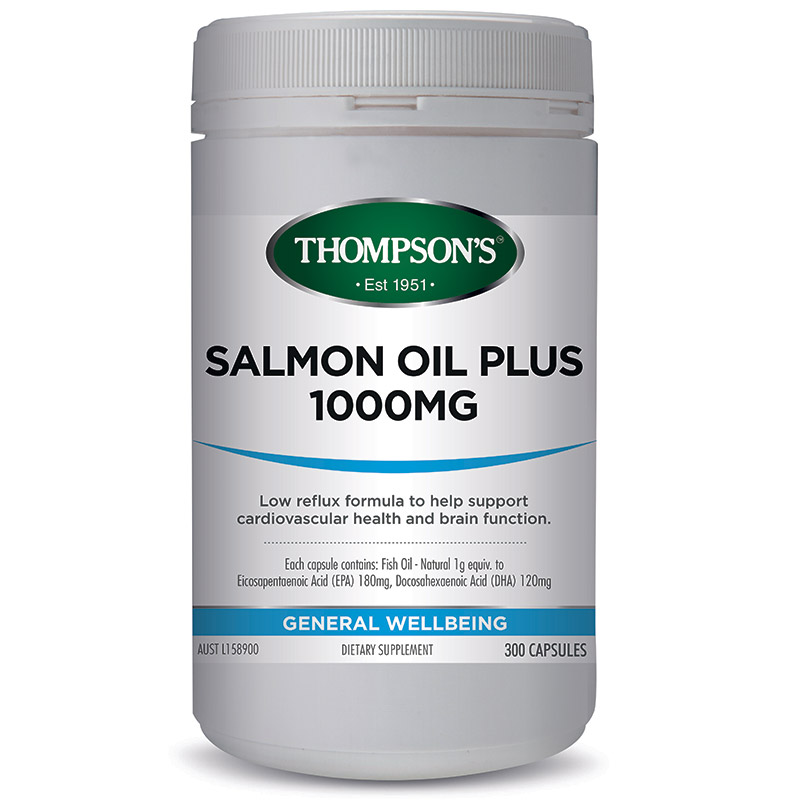 THOMPSON'S™
• Est 1951 •
SALMON OIL PLUS
1000MG
Low reflux formula to help support
cardiovascular health and brain function.
Each capsule contains: Fish Oil - Natural 1g equiv. to
Eicosapentaenoic Acid (EPA) 180mg, Docosahexaenoic Acid (DHA) 120mg
GENERAL WELLBEING
AUST L158900 DIETARY SUPPLEMENT 300 CAPSULES